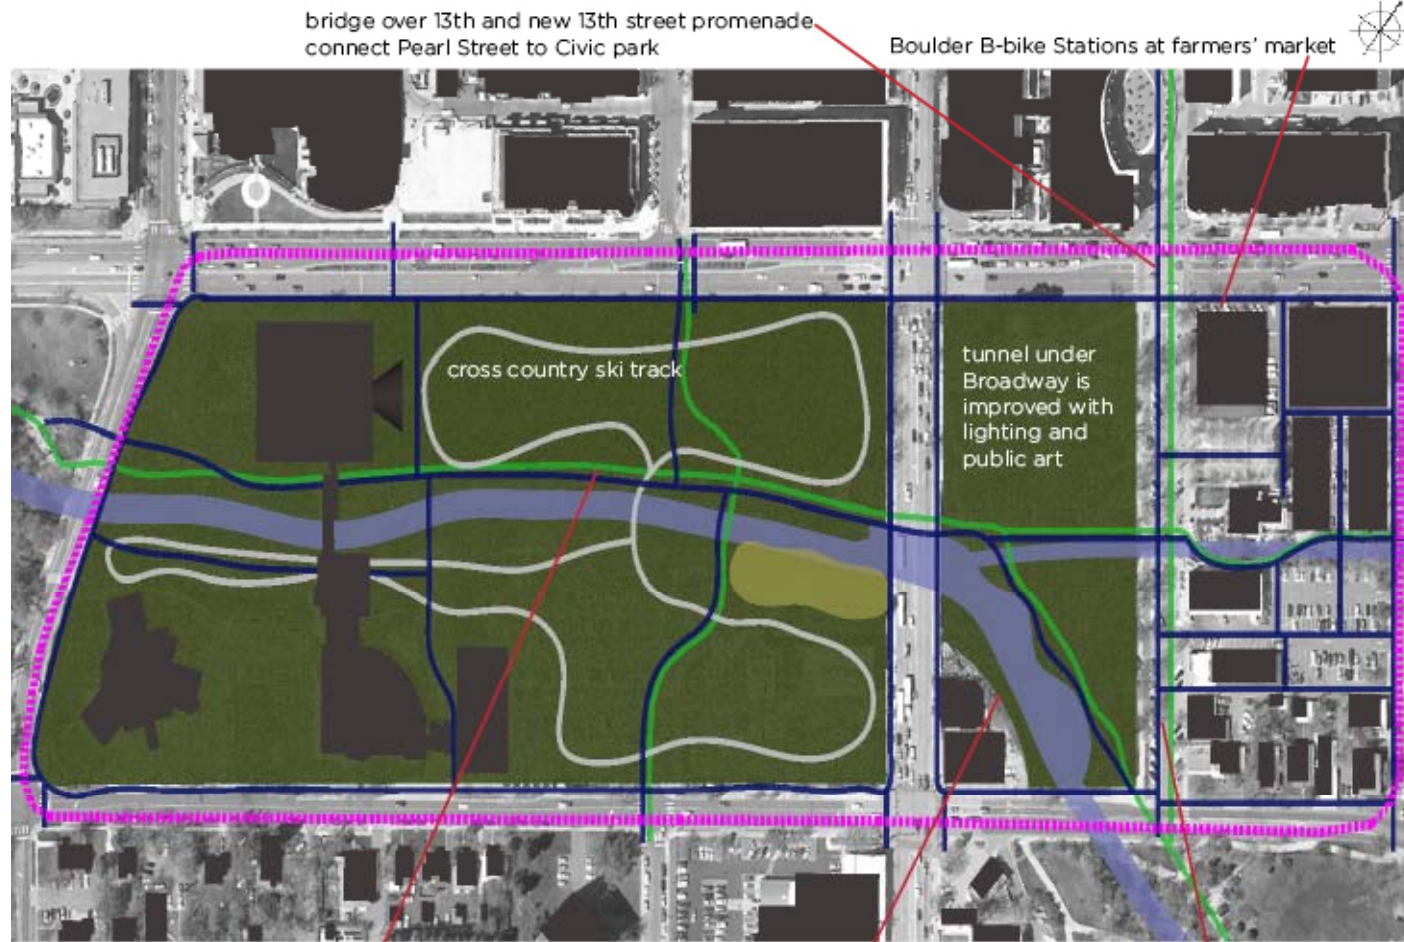 bridge over 13th and new 13th street promenade
connect Pearl Street to Civic park
Boulder B-bike Stations at farmers’ market
cross country ski track
tunnel under
Broadway is
improved with
lighting and
public art